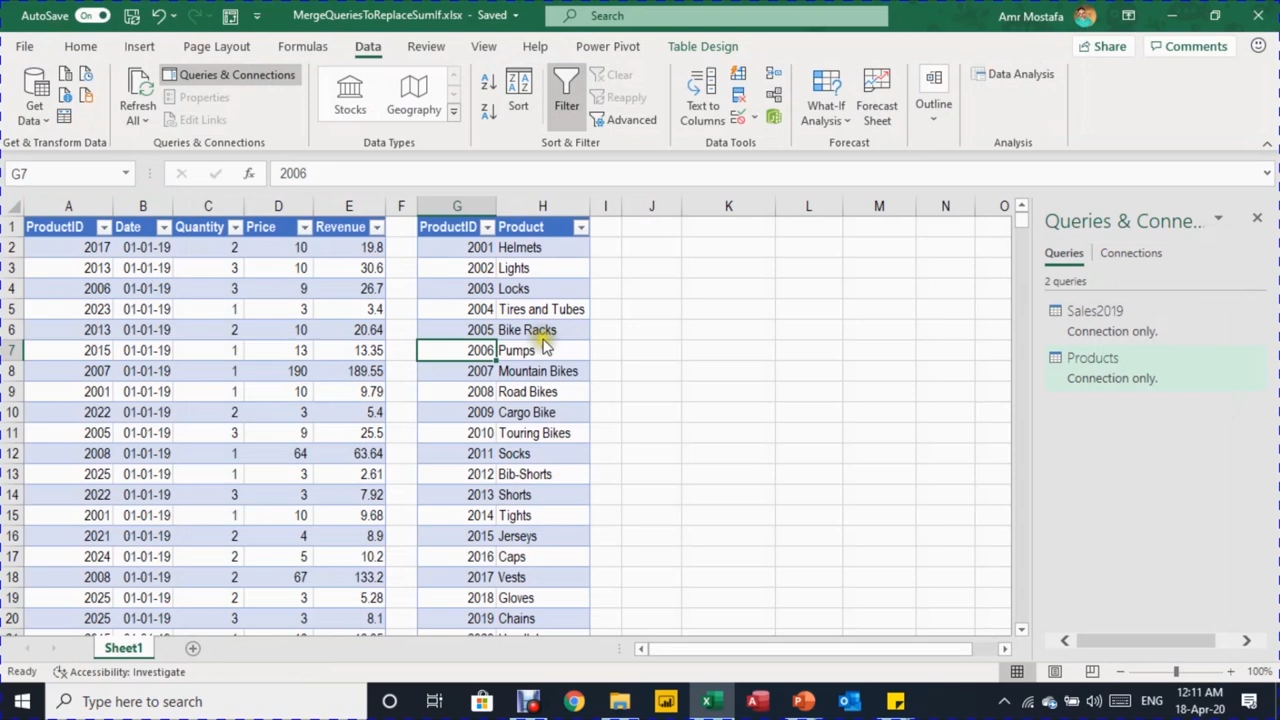 AutoSave On MergeQueriesToReplaceSumIf.xlsx - Saved Search Amr Mostafa
File Home Insert Page Layout Formulas Data Review View Help Power Pivot Table Design Share Comments
Get Data Refresh All Queries & Connections Properties Edit Links Stocks Geography Sort Filter Clear Reapply Advanced Text to Columns What-If Analysis Forecast Sheet Outline Data Analysis
Get & Transform Data Queries & Connections Data Types Sort & Filter Data Tools Forecast Analysis
G7 fx 2006
A B C D E F G H I J K L M N O
1 ProductID Date Quantity Price Revenue ProductID Product
2 2017 01-01-19 2 10 19.8 2001 Helmets
3 2013 01-01-19 3 10 30.6 2002 Lights
4 2006 01-01-19 3 9 26.7 2003 Locks
5 2023 01-01-19 1 3 3.4 2004 Tires and Tubes
6 2013 01-01-19 2 10 20.64 2005 Bike Racks
7 2015 01-01-19 1 13 13.35 2006 Pumps
8 2007 01-01-19 1 190 189.55 2007 Mountain Bikes
9 2001 01-01-19 1 10 9.79 2008 Road Bikes
10 2022 01-01-19 2 3 5.4 2009 Cargo Bike
11 2005 01-01-19 3 9 25.5 2010 Touring Bikes
12 2008 01-01-19 1 64 63.64 2011 Socks
13 2025 01-01-19 1 3 2.61 2012 Bib-Shorts
14 2022 01-01-19 3 3 7.92 2013 Shorts
15 2001 01-01-19 1 10 9.68 2014 Tights
16 2021 01-01-19 2 4 8.9 2015 Jerseys
17 2024 01-01-19 2 5 10.2 2016 Caps
18 2008 01-01-19 2 67 133.2 2017 Vests
19 2025 01-01-19 2 3 5.28 2018 Gloves
20 2025 01-01-19 3 3 8.1 2019 Chains
Queries & Conne...
Queries Connections
2 queries
Sales2019
Connection only.
Products
Connection only.
Sheet1
Ready Accessibility: Investigate 100%
Type here to search ENG 12:11 AM
18-Apr-20